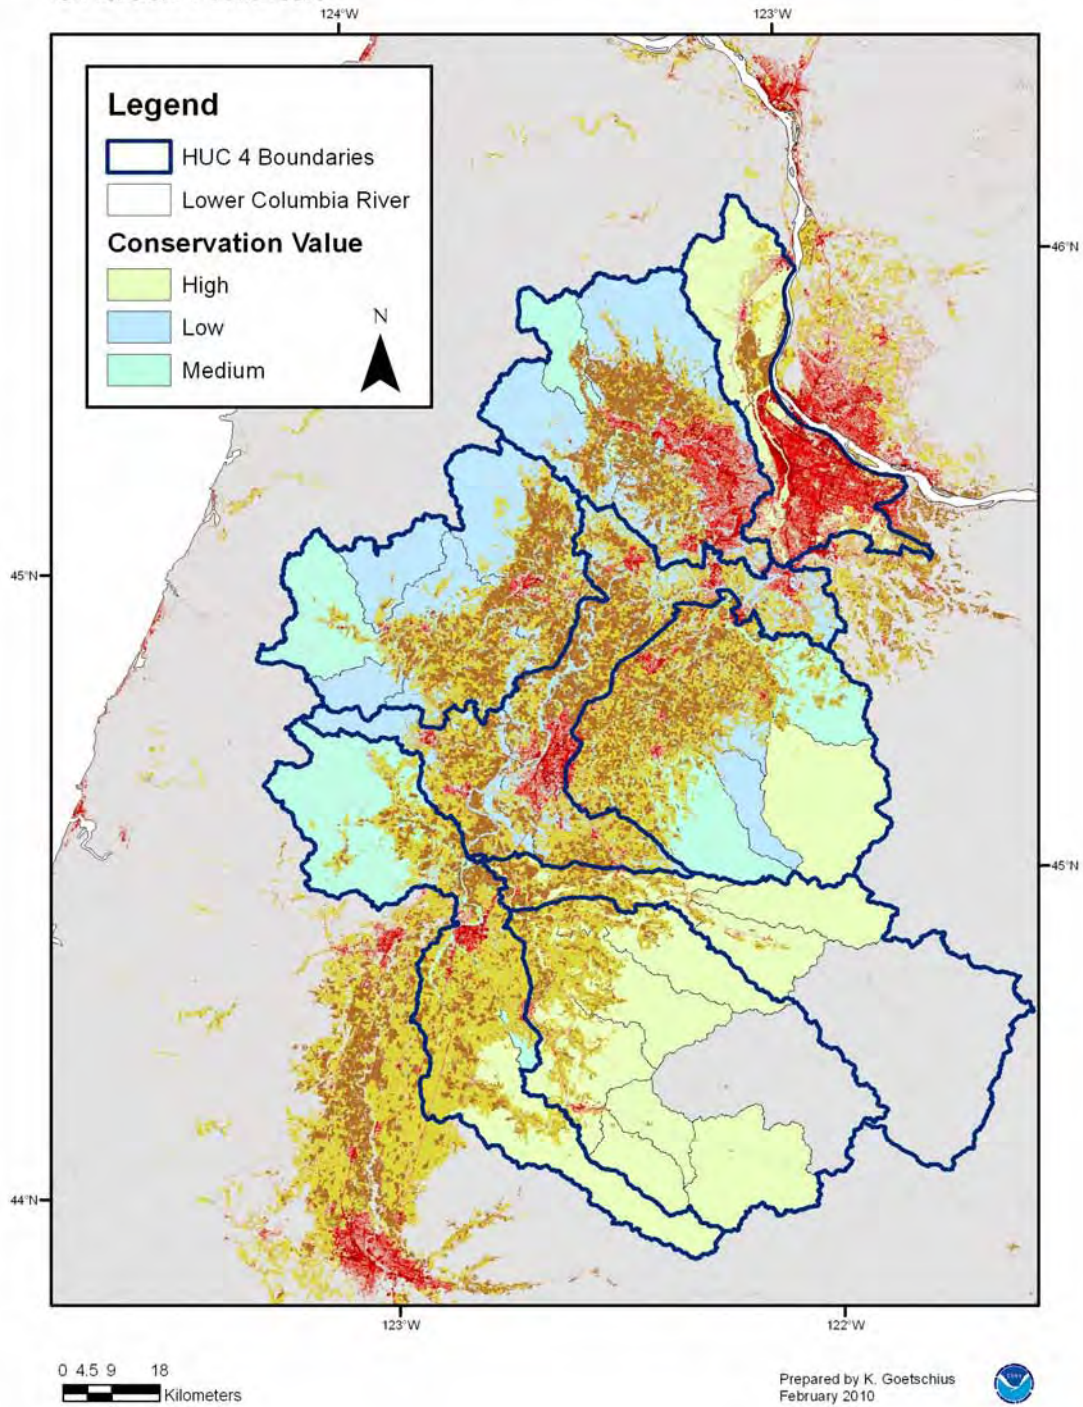 124°W
123°W
Legend
HUC 4 Boundaries
Lower Columbia River
Conservation Value
High
Low
Medium
N
46°N
45°N
45°N
44°N
123°W
122°W
0 4.5 9 18
Kilometers
Prepared by K. Goetschius
February 2010